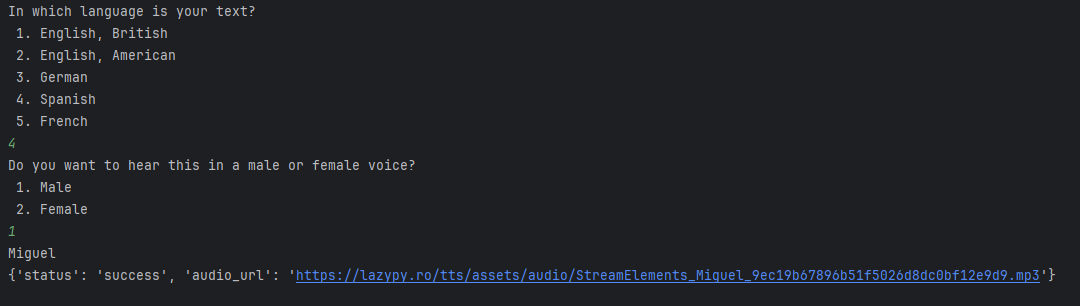 In which language is your text?
 1. English, British
 2. English, American
 3. German
 4. Spanish
 5. French
4
Do you want to hear this in a male or female voice?
 1. Male
 2. Female
1
Miguel
{'status': 'success', 'audio_url': 'https://lazypy.ro/tts/assets/audio/StreamElements_Miguel_9ec19b67896b51f5026d8dc0bf12e9d9.mp3'}